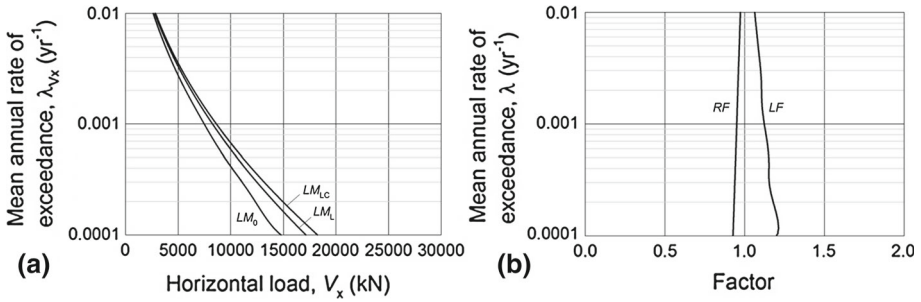 Mean annual rate of
exceedance, λVx (yr-1)
0.01
0.001
0.0001
LMLC
LML
LM0
0 5000 10000 15000 20000 25000 30000
Horizontal load, Vx (kN)
(a)
Mean annual rate of
exceedance, λ (yr-1)
0.01
0.001
0.0001
RF LF
0.0 0.5 1.0 1.5 2.0
Factor
(b)